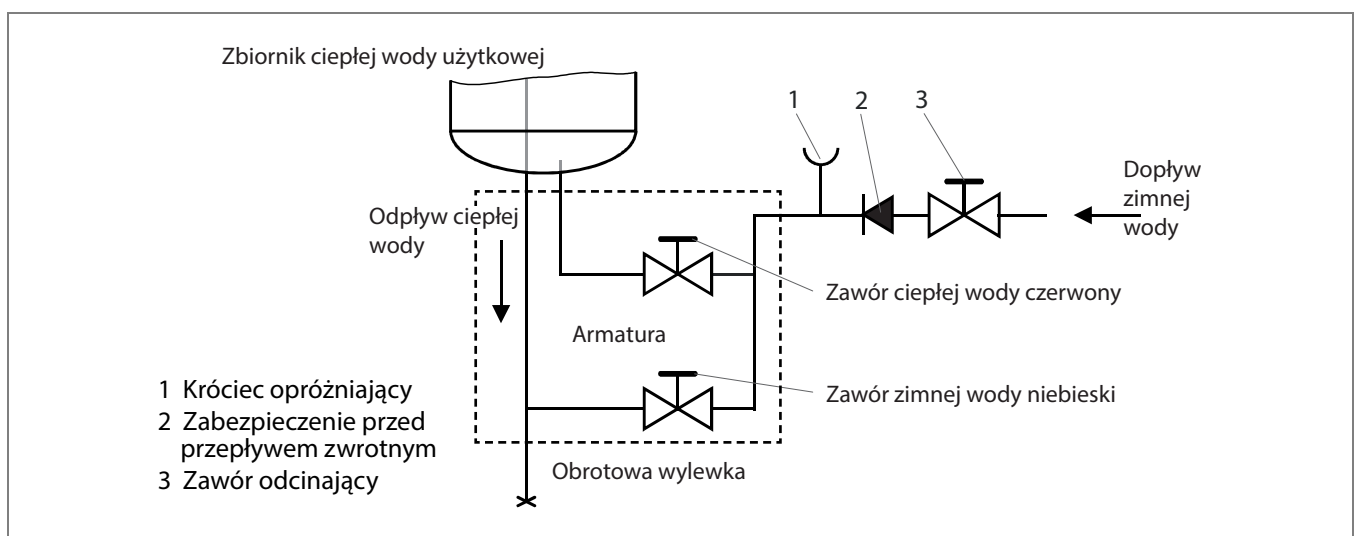 Zbiornik ciepłej wody użytkowej
1
2
3
Dopływ
zimnej
wody
Odpływ ciepłej
wody
Zawór ciepłej wody czerwony
Armatura
Zawór zimnej wody niebieski
1 Króciec opróżniający
2 Zabezpieczenie przed
przepływem zwrotnym
3 Zawór odcinający
Obrotowa wylewka